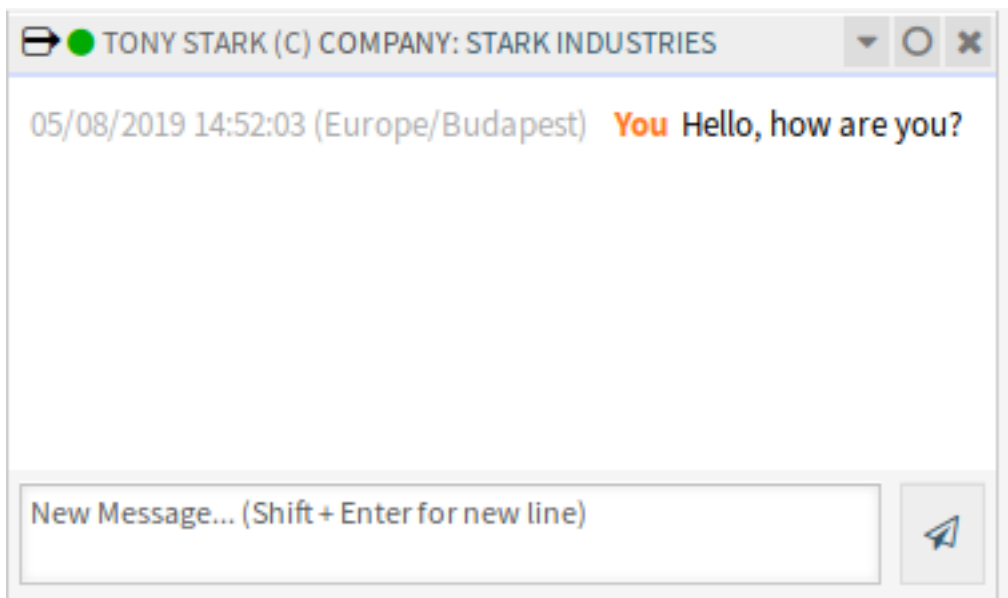 TONY STARK (C) COMPANY: STARK INDUSTRIES
05/08/2019 14:52:03 (Europe/Budapest) You Hello, how are you?
New Message... (Shift + Enter for new line)